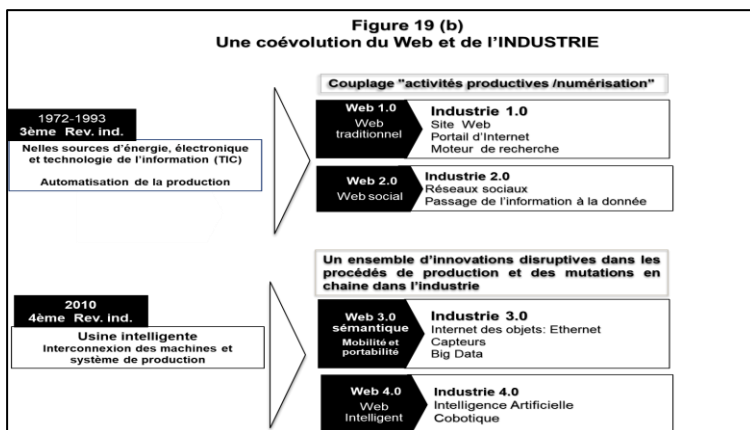 Figure 19 (b)
Une coévolution du Web et de l'INDUSTRIE
Couplage "activités productives /numérisation"
1972-1993
3ème Rev. ind.
Nelles sources d'énergie, électronique
et technologie de l'information (TIC)
Automatisation de la production
Web 1.0
Web
traditionnel
Industrie 1.0
Site Web
Portail d'Internet
Moteur de recherche
Web 2.0
Web social
Industrie 2.0
Réseaux sociaux
Passage de l'information à la donnée
Un ensemble d'innovations disruptives dans les
procédés de production et des mutations en
chaine dans l'industrie
2010
4ème Rev. ind.
Usine intelligente
Interconnexion des machines et
système de production
Web 3.0
sémantique
Mobilité et
portabilité
Industrie 3.0
Internet des objets: Ethernet
Capteurs
Big Data
Web 4.0
Web
Intelligent
Industrie 4.0
Intelligence Artificielle
Cobotique